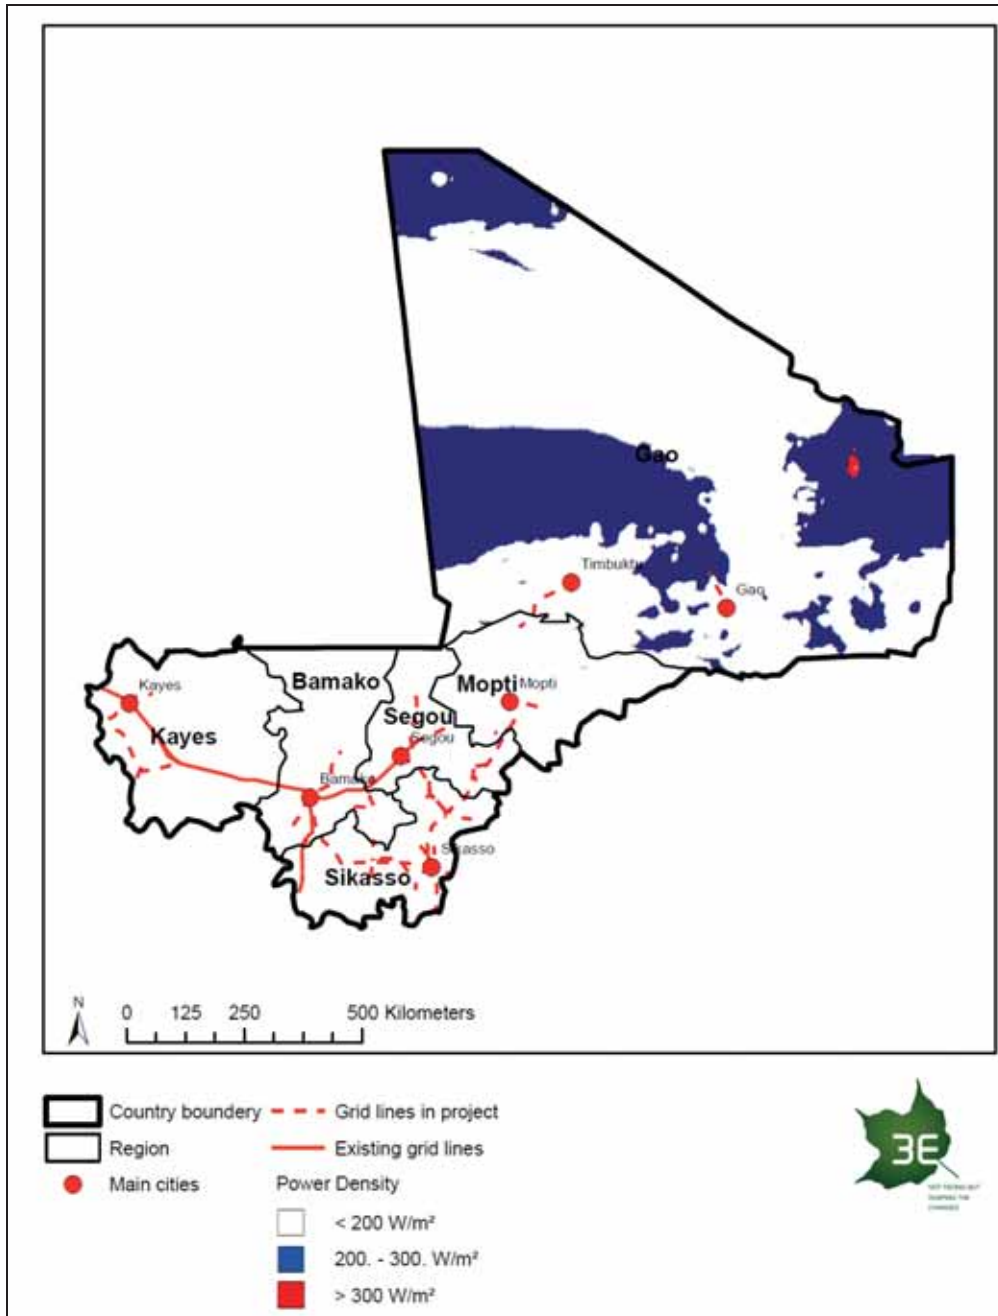 Gao
Timbuktu
Gao
Bamako
Mopti
Mopti
Kayes
Segou
Kayes
Segou
Bamako
Sikasso
Sikasso
N
0 125 250 500 Kilometers
Country boundery
Grid lines in project
Region
Existing grid lines
Main cities
Power Density
< 200 W/m²
200. - 300. W/m²
> 300 W/m²
3E